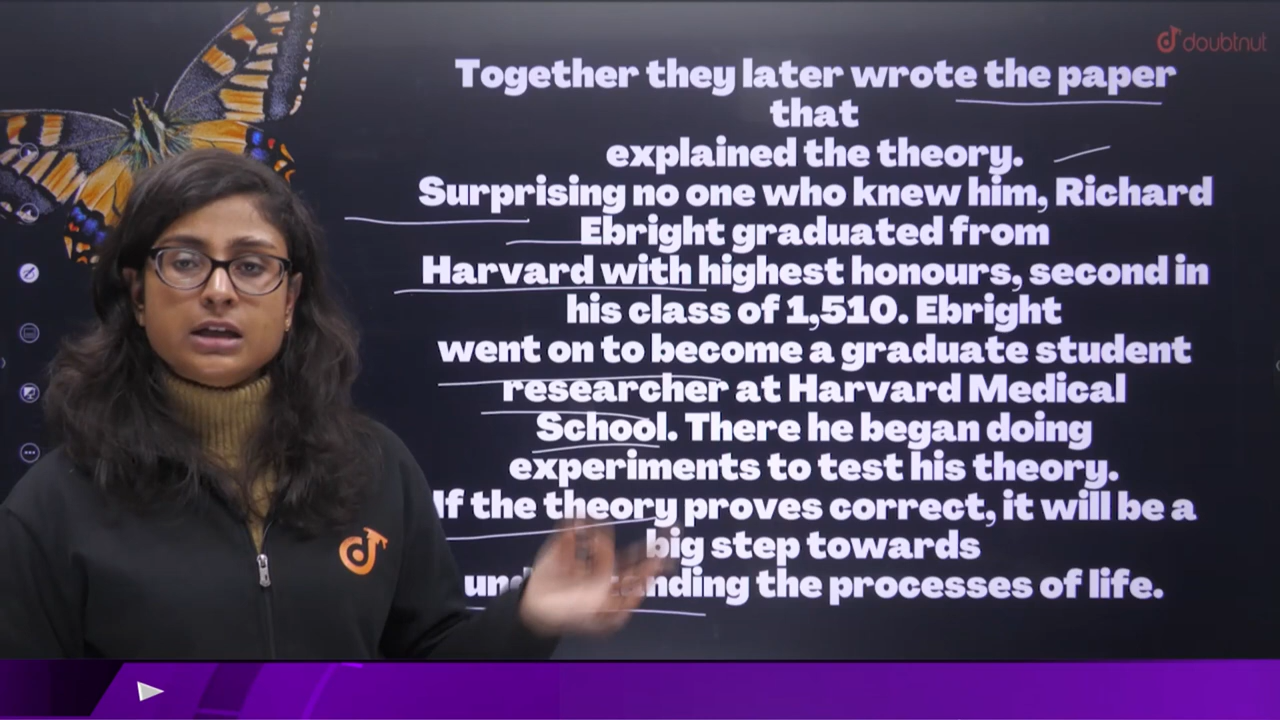 doubtnut
Together they later wrote the paper
that
explained the theory.
Surprising no one who knew him, Richard
Ebright graduated from
Harvard with highest honours, second in
his class of 1,510. Ebright
went on to become a graduate student
researcher at Harvard Medical
School. There he began doing
experiments to test his theory.
If the theory proves correct, it will be a
big step towards
understanding the processes of life.